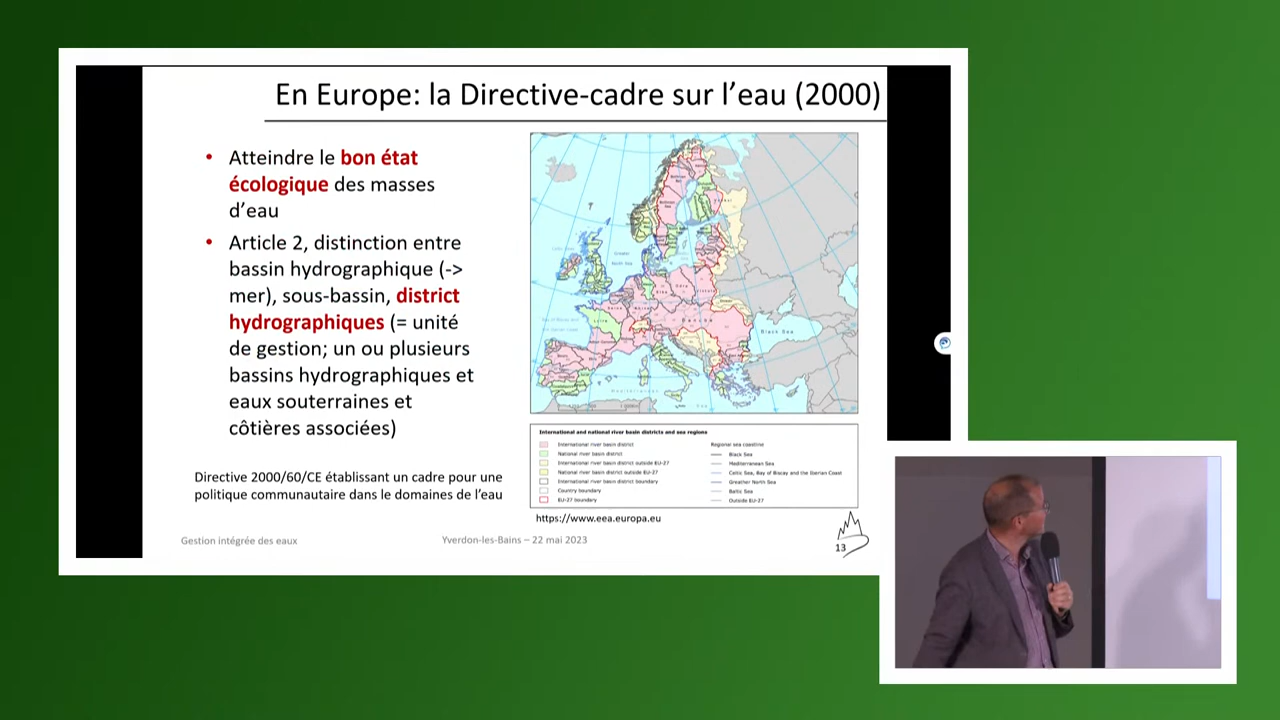 En Europe: la Directive-cadre sur l'eau (2000)
• Atteindre le bon état
écologique des masses
d'eau
• Article 2, distinction entre
bassin hydrographique (->
mer), sous-bassin, district
hydrographiques (= unité
de gestion; un ou plusieurs
bassins hydrographiques et
eaux souterraines et
côtières associées)
Directive 2000/60/CE établissant un cadre pour une
politique communautaire dans le domaines de l'eau
Black Sea
International and national river basin districts and sea regions
International river basin district
National river basin district
International river basin district outside EU-27
National river basin district outside EU-27
International river basin district boundary
Country boundary
EU-27 boundary
Regional sea coastline
Black Sea
Mediterranean Sea
Celtic Sea, Bay of Biscay and the Iberian Coast
Greather North Sea
Baltic Sea
Outside EU-27
https://www.eea.europa.eu
Gestion intégrée des eaux
Yverdon-les-Bains – 22 mai 2023
13